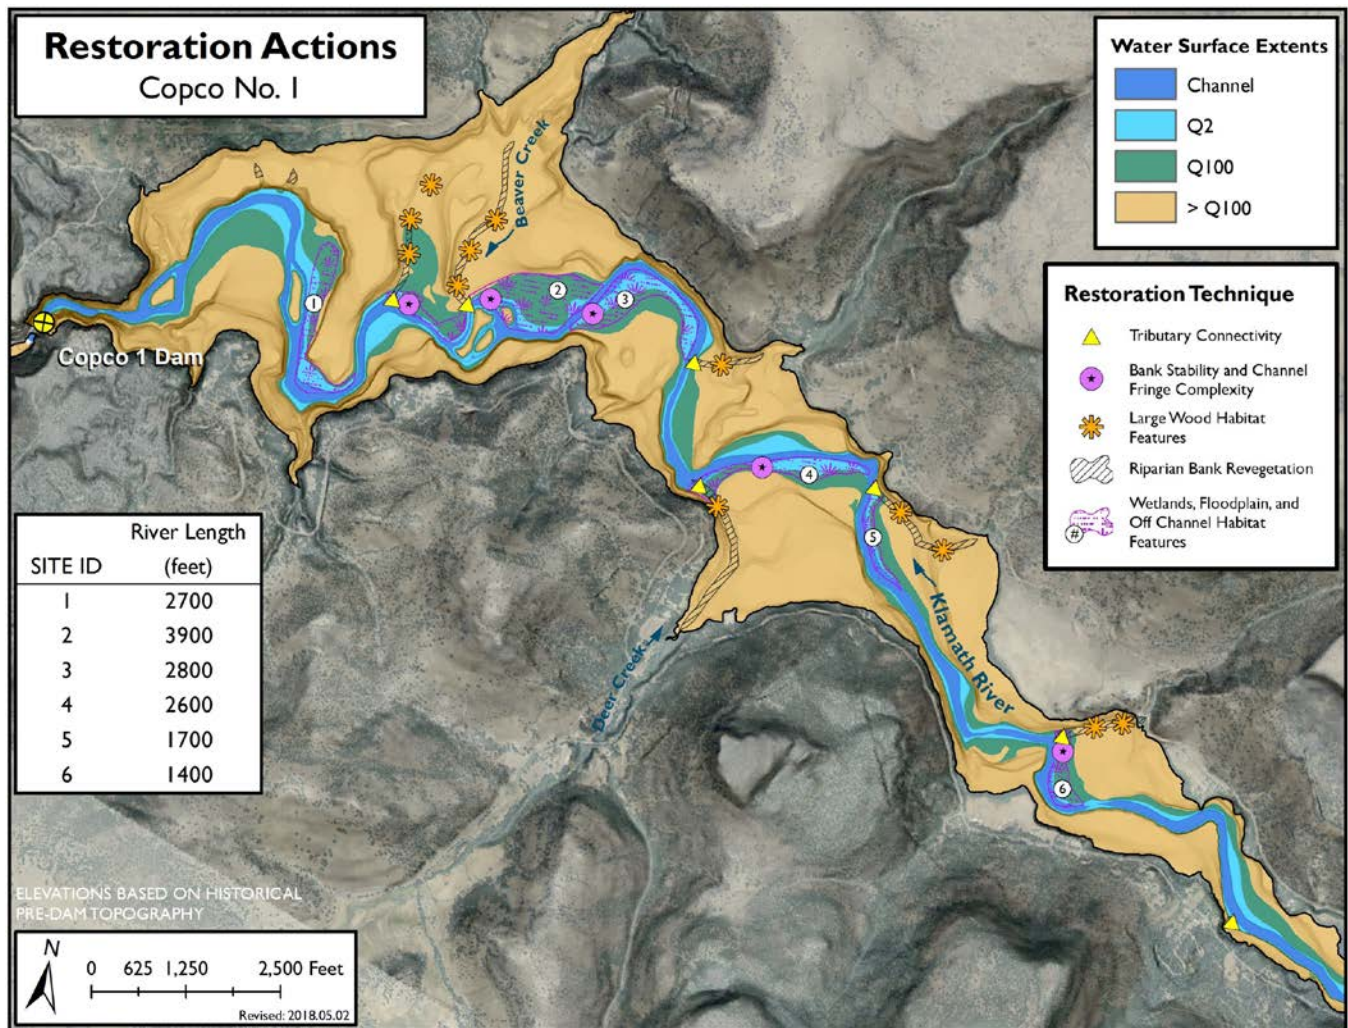 Restoration Actions
Copco No. 1
Water Surface Extents
Channel
Q2
Q100
> Q100
Restoration Technique
Tributary Connectivity
Bank Stability and Channel
Fringe Complexity
Large Wood Habitat
Features
Riparian Bank Revegetation
Wetlands, Floodplain, and
Off Channel Habitat
Features
#
Beaver Creek
1
2
3
4
5
6
Copco 1 Dam
Klamath River
Deer Creek
River Length
SITE ID (feet)
1 2700
2 3900
3 2800
4 2600
5 1700
6 1400
ELEVATIONS BASED ON HISTORICAL
PRE-DAM TOPOGRAPHY
N
0 625 1,250 2,500 Feet
Revised: 2018.05.02